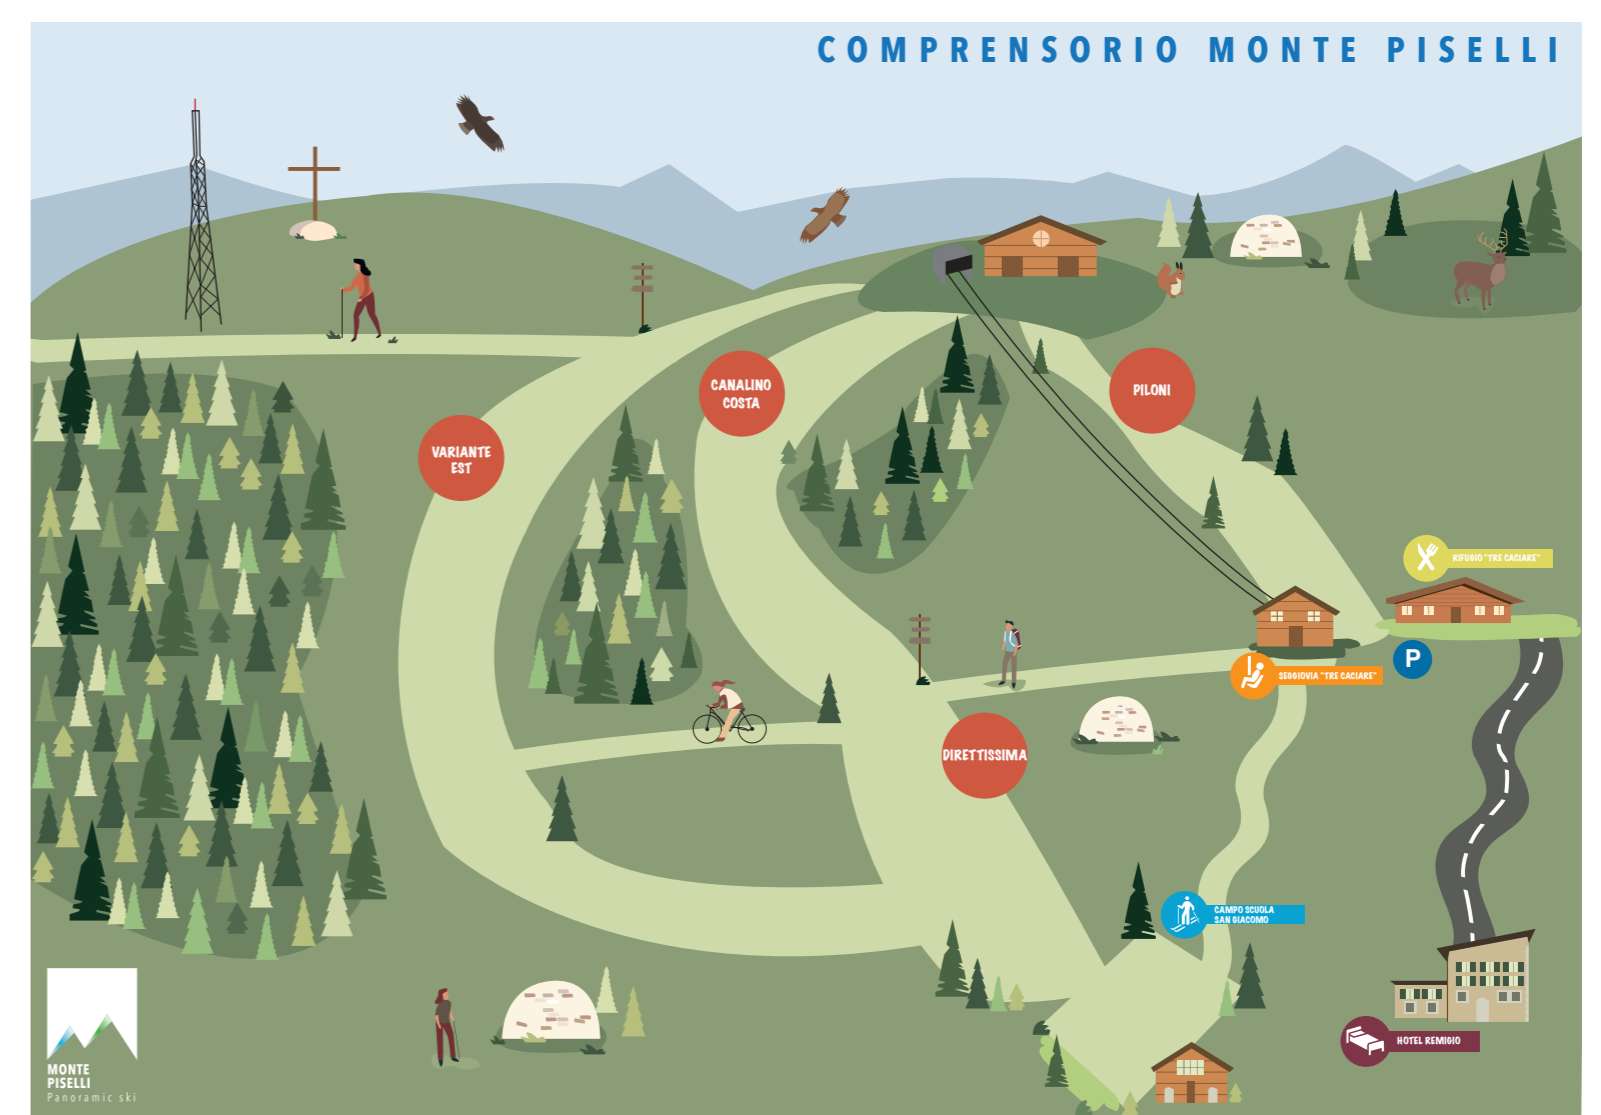 COMPRENSORIO MONTE PISELLI
CANALINO
COSTA
PILONI
VARIANTE
EST
RIFUGIO "TRE CACIARE"
P
SEGGIOVIA "TRE CACIARE"
DIRETTISSIMA
CAMPO SCUOLA
SAN GIACOMO
HOTEL REMIGIO
MONTE
PISELLI
Panoramic ski